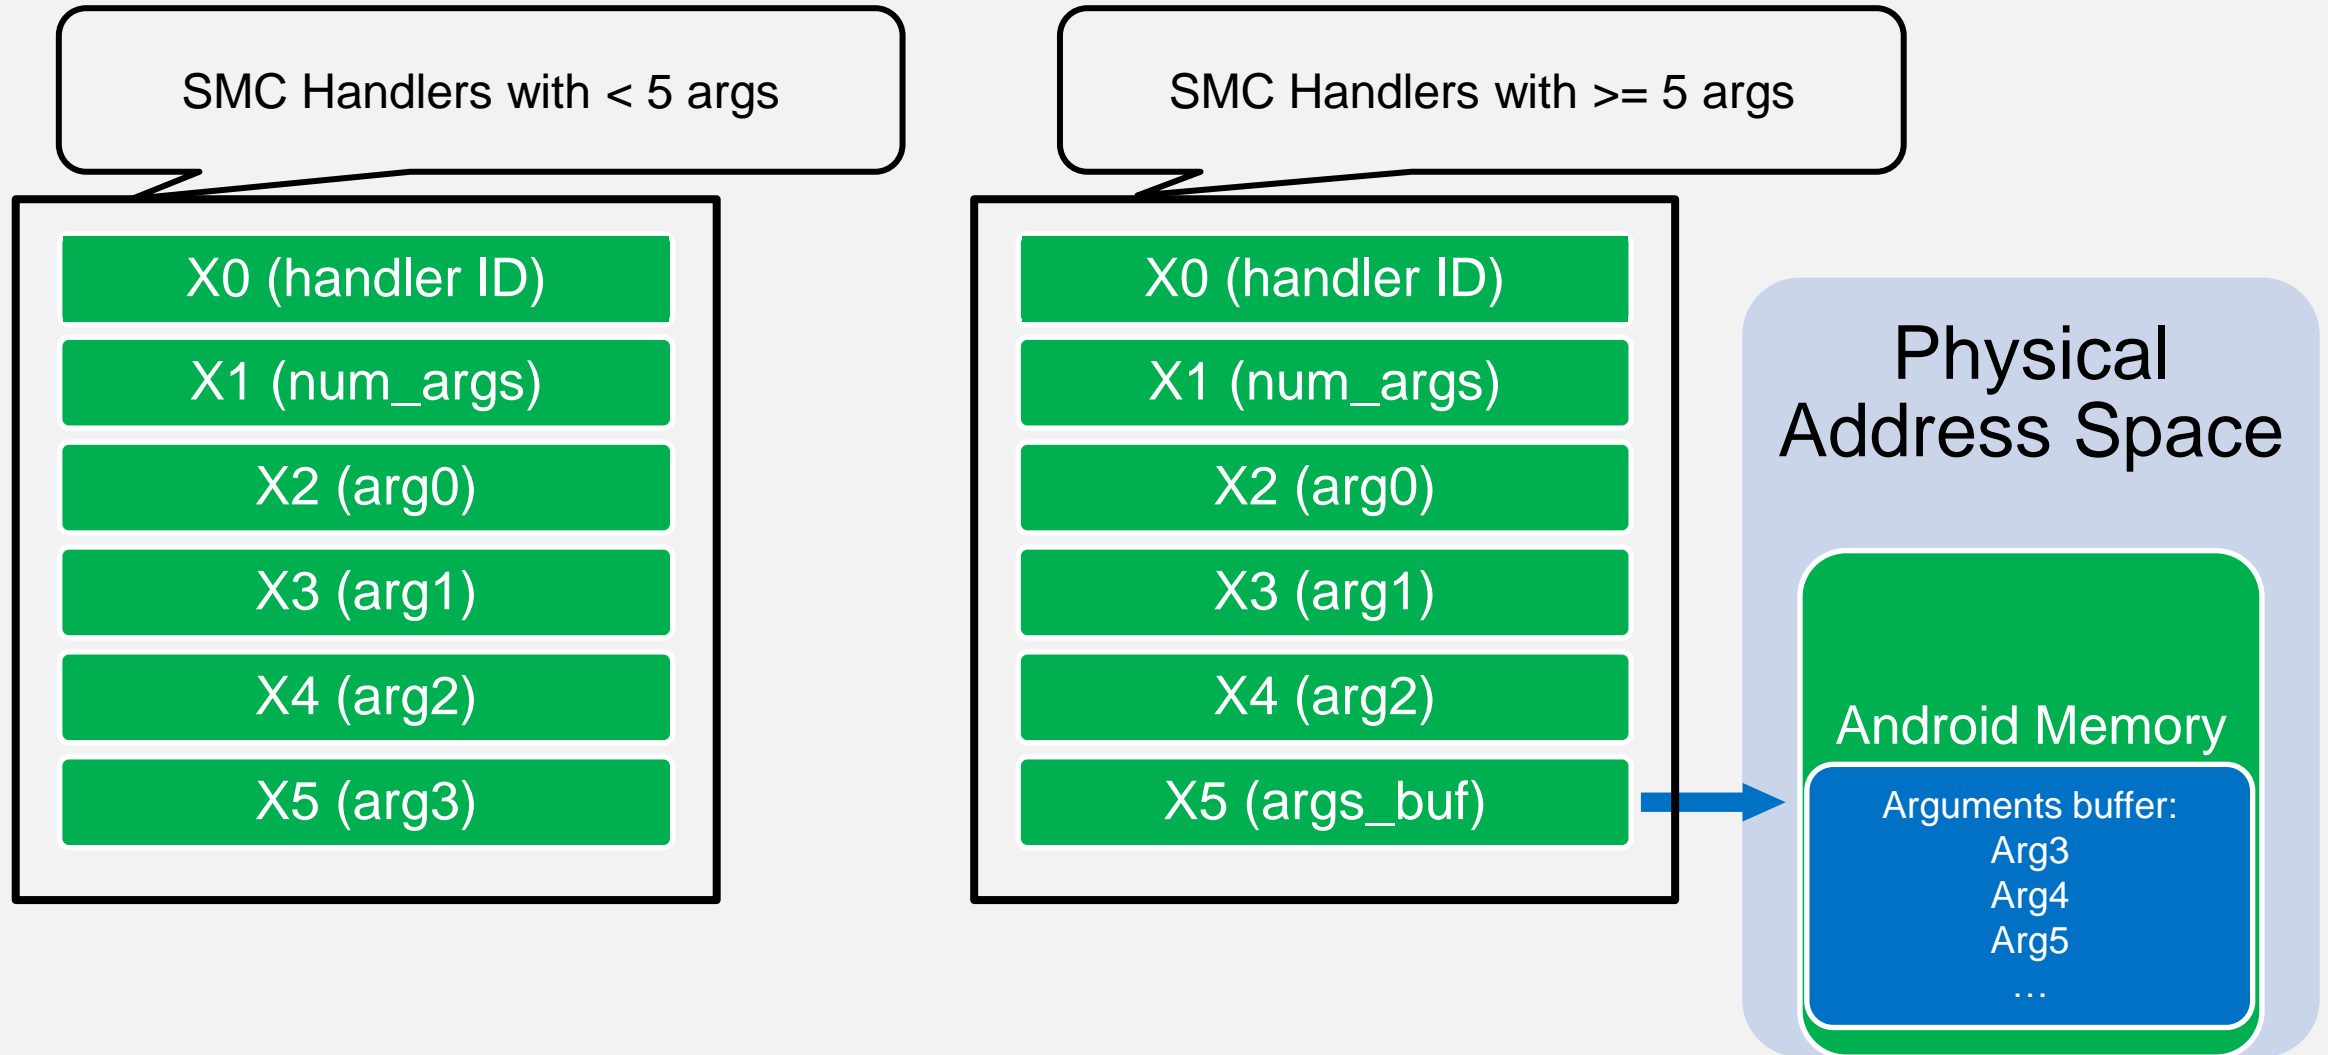 SMC Handlers with < 5 args
X0 (handler ID)
X1 (num_args)
X2 (arg0)
X3 (arg1)
X4 (arg2)
X5 (arg3)
SMC Handlers with >= 5 args
X0 (handler ID)
X1 (num_args)
X2 (arg0)
X3 (arg1)
X4 (arg2)
X5 (args_buf)
Physical
Address Space
Android Memory
Arguments buffer:
Arg3
Arg4
Arg5
…